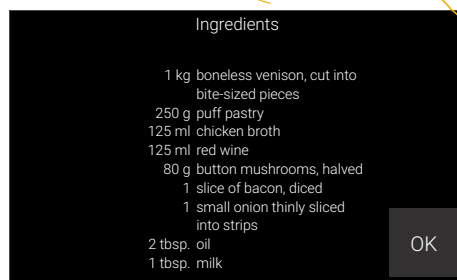 Ingredients
1 kg boneless venison, cut into
bite-sized pieces
250 g puff pastry
125 ml chicken broth
125 ml red wine
80 g button mushrooms, halved
1 slice of bacon, diced
1 small onion thinly sliced
into strips
2 tbsp. oil
1 tbsp. milk
OK